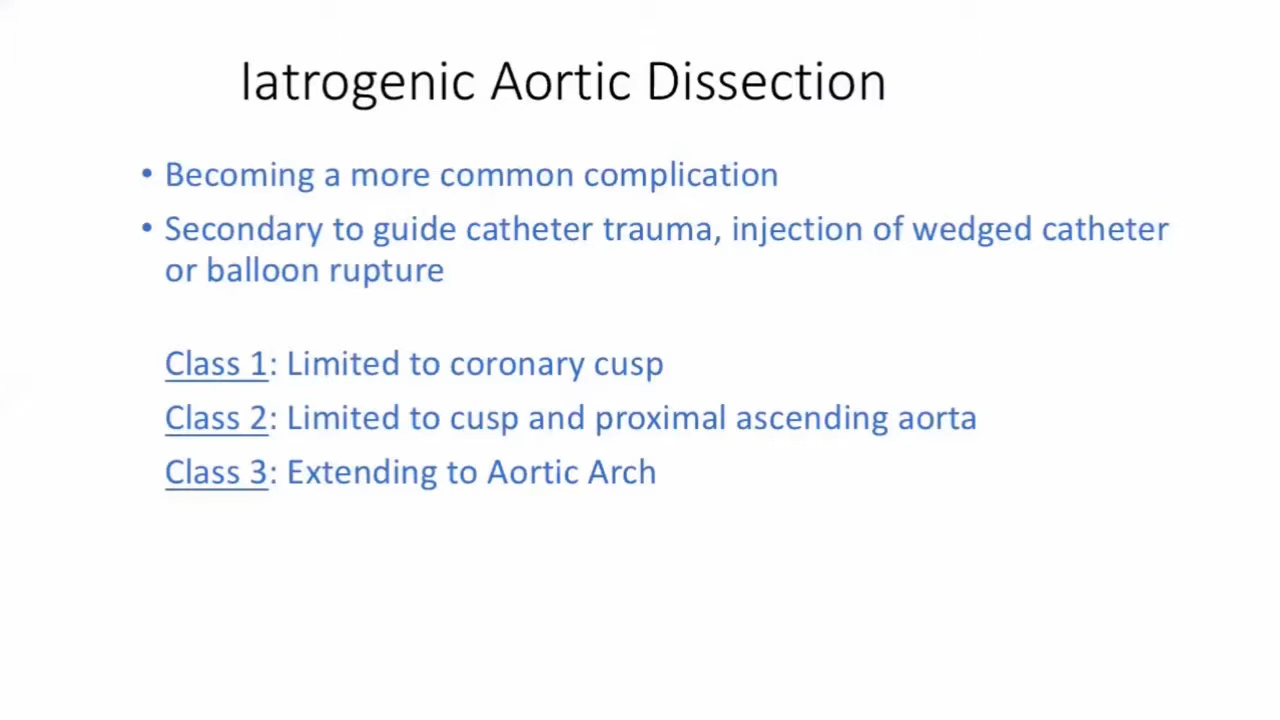 Iatrogenic Aortic Dissection
• Becoming a more common complication
• Secondary to guide catheter trauma, injection of wedged catheter
or balloon rupture
Class 1: Limited to coronary cusp
Class 2: Limited to cusp and proximal ascending aorta
Class 3: Extending to Aortic Arch